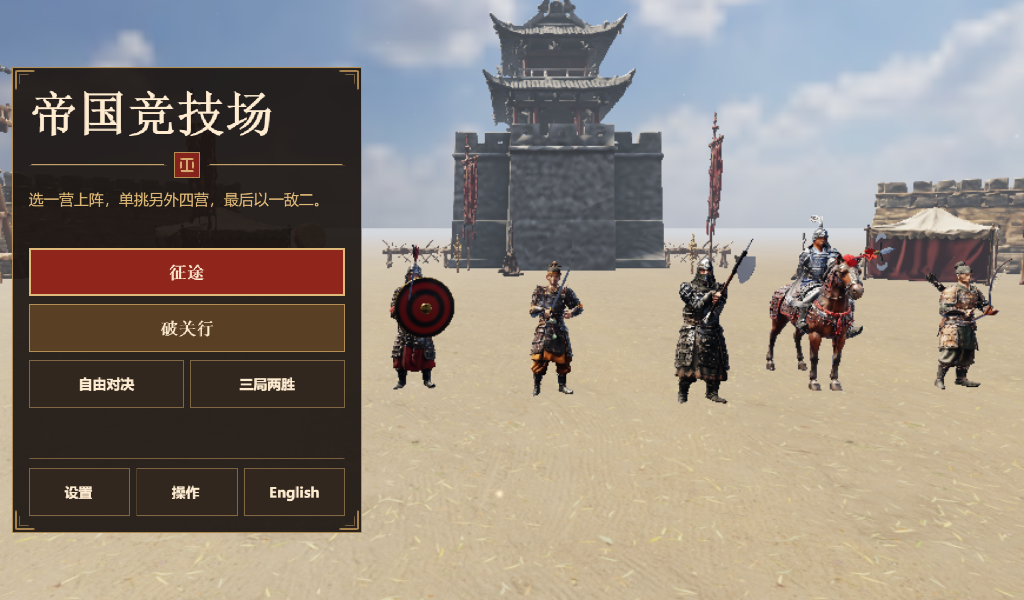 帝国竞技场
选一营上阵，单挑另外四营，最后以一敌二。
征途
破关行
自由对决 三局两胜
设置 操作 English